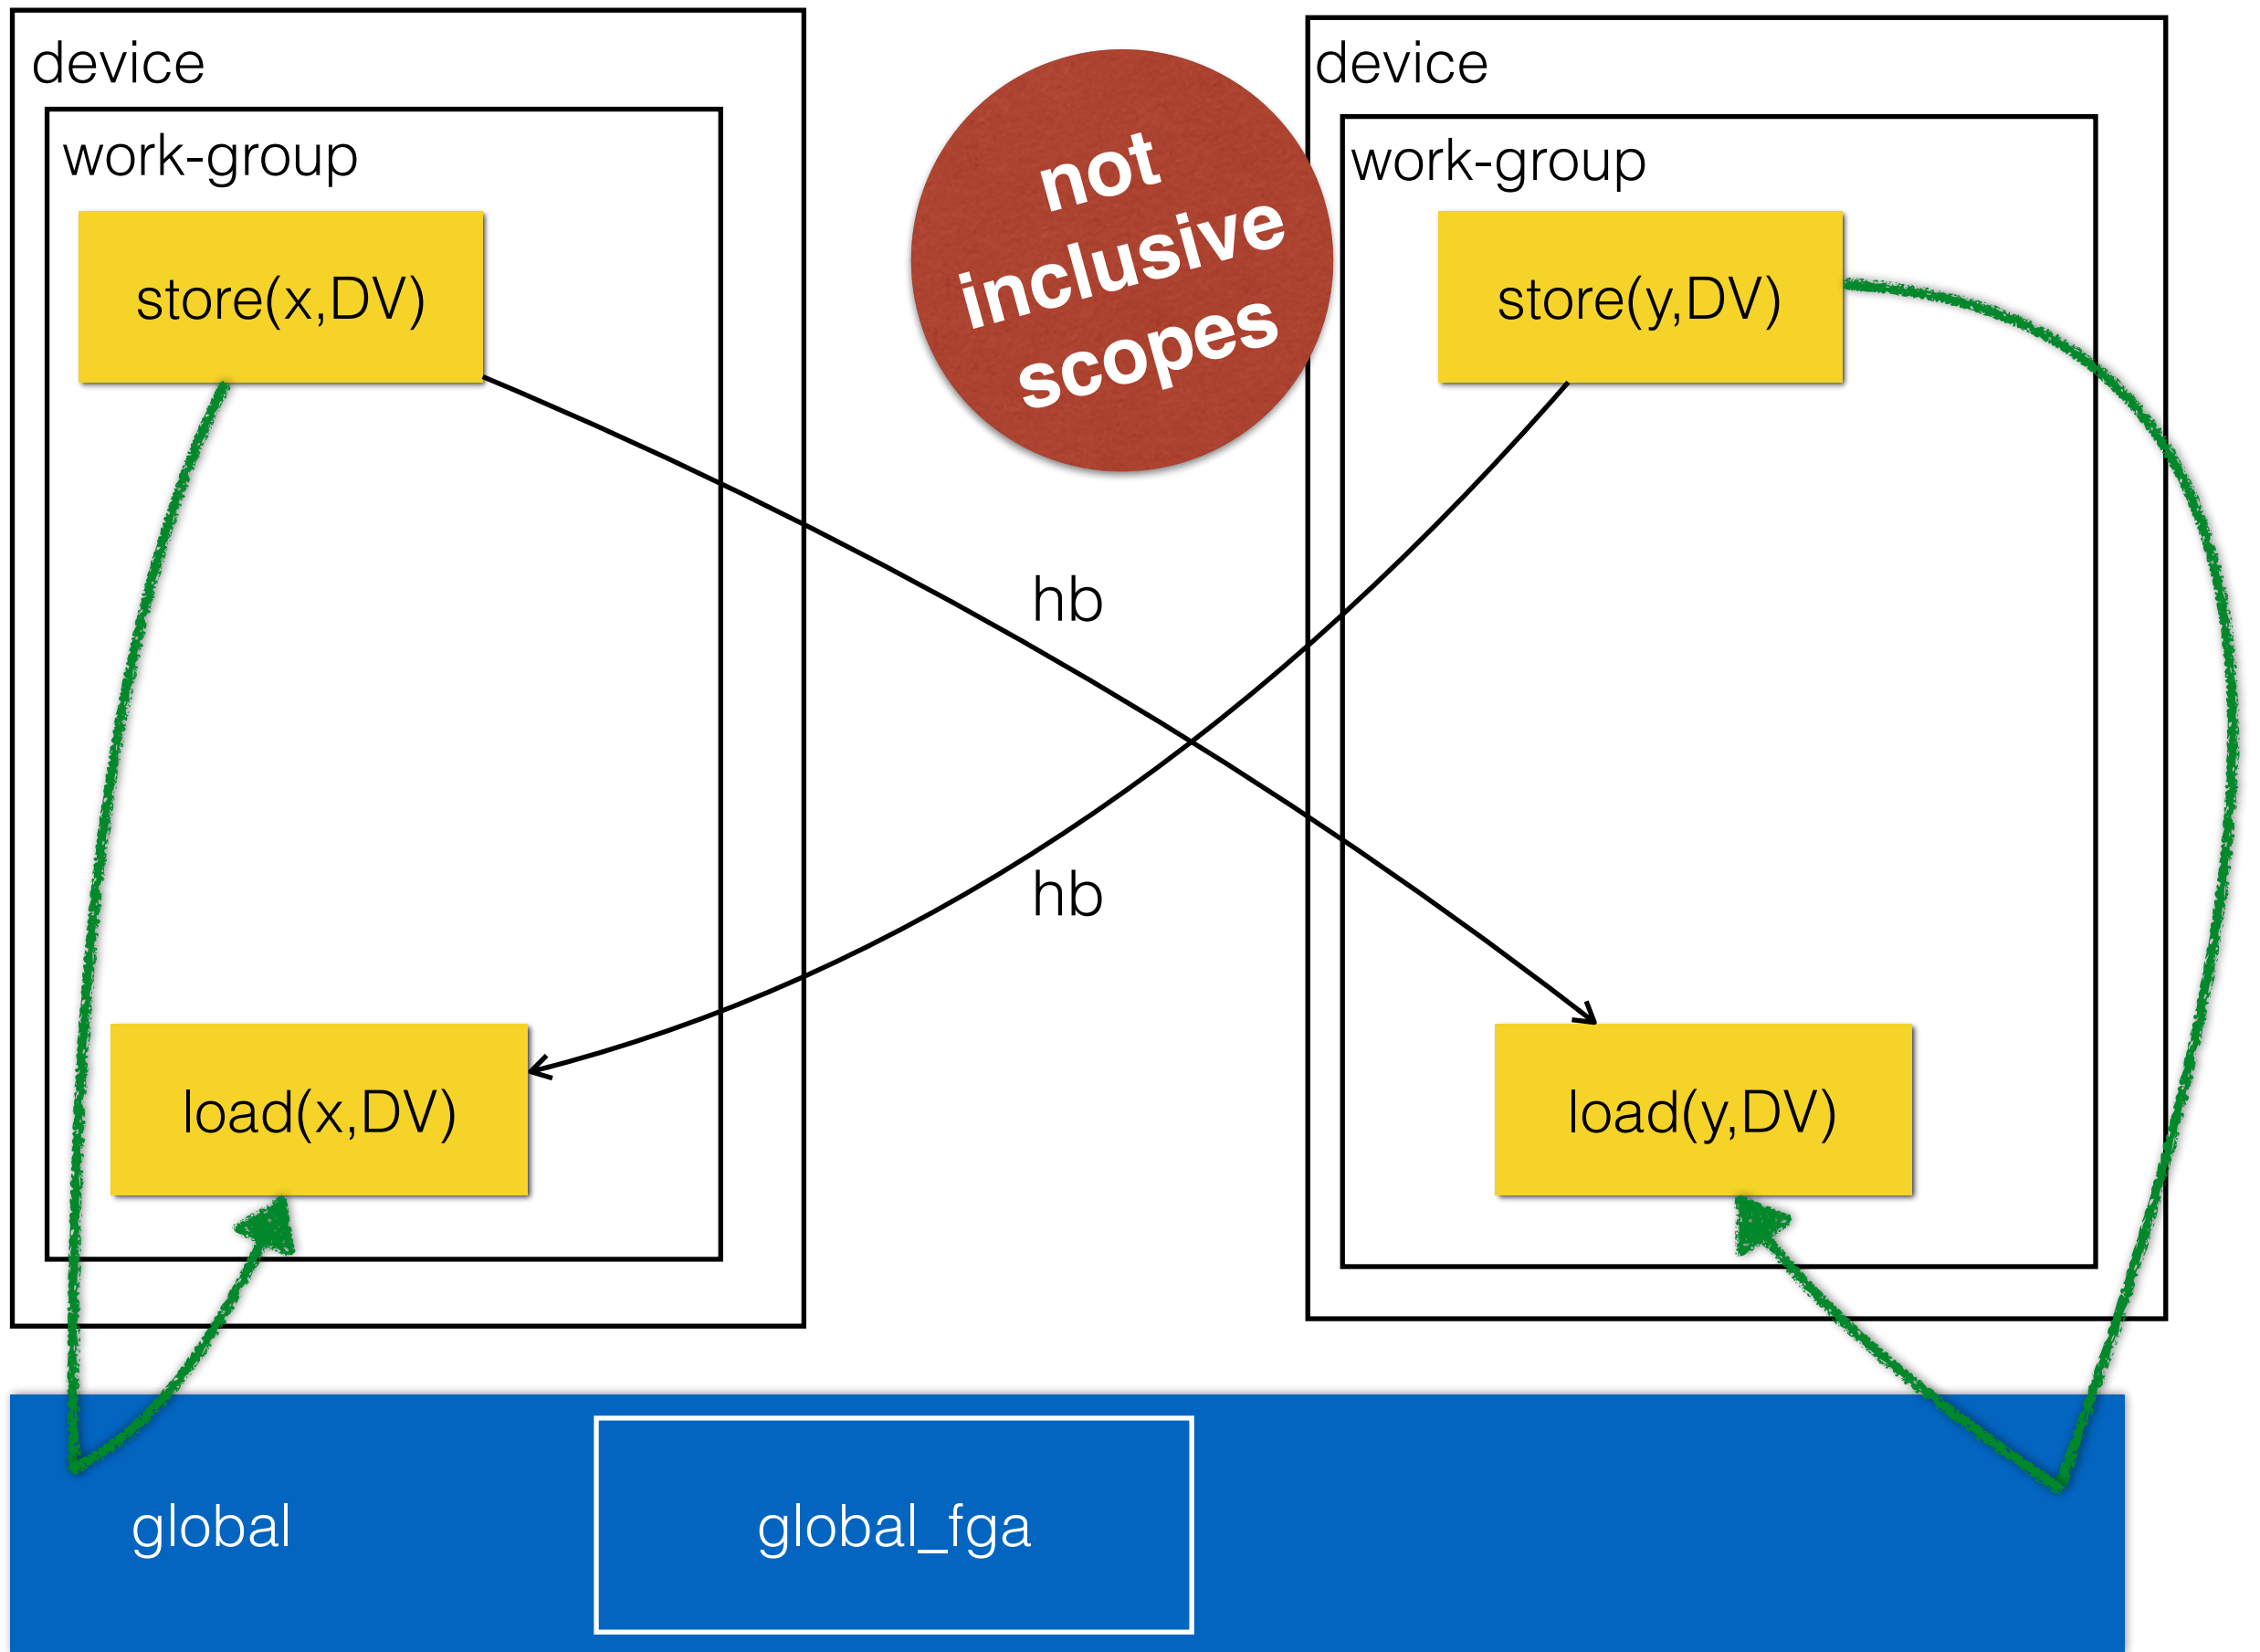 device
work-group
store(x,DV)
load(x,DV)
not
inclusive
scopes
hb
hb
device
work-group
store(y,DV)
load(y,DV)
global
global_fga